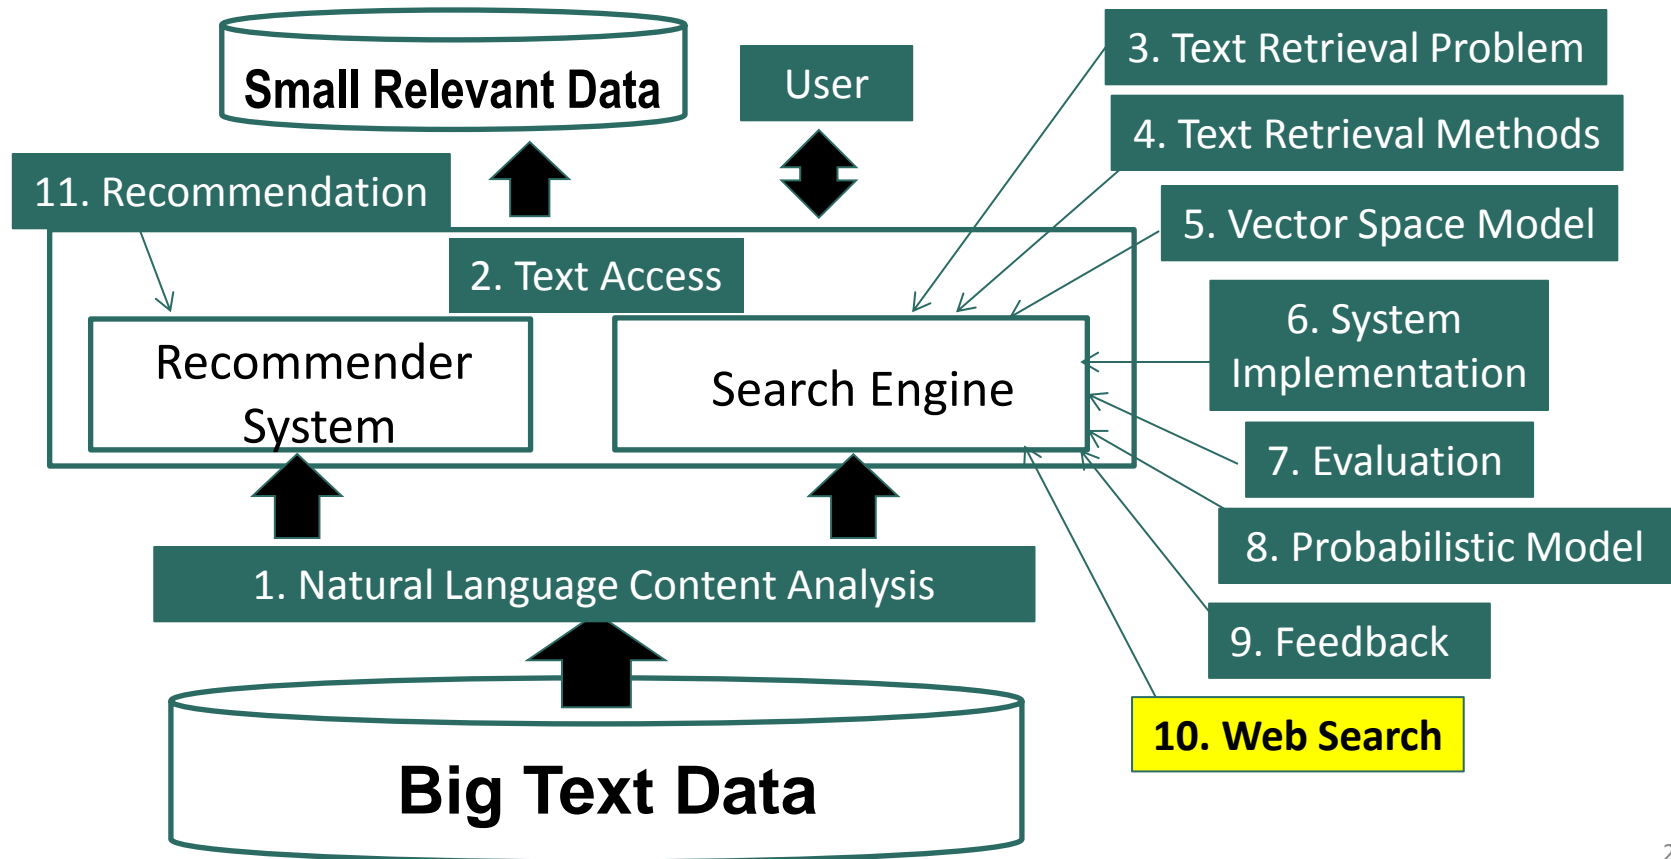 Small Relevant Data
User
3. Text Retrieval Problem
4. Text Retrieval Methods
11. Recommendation
5. Vector Space Model
2. Text Access
6. System
Implementation
Recommender
System
Search Engine
7. Evaluation
8. Probabilistic Model
1. Natural Language Content Analysis
9. Feedback
10. Web Search
Big Text Data
2